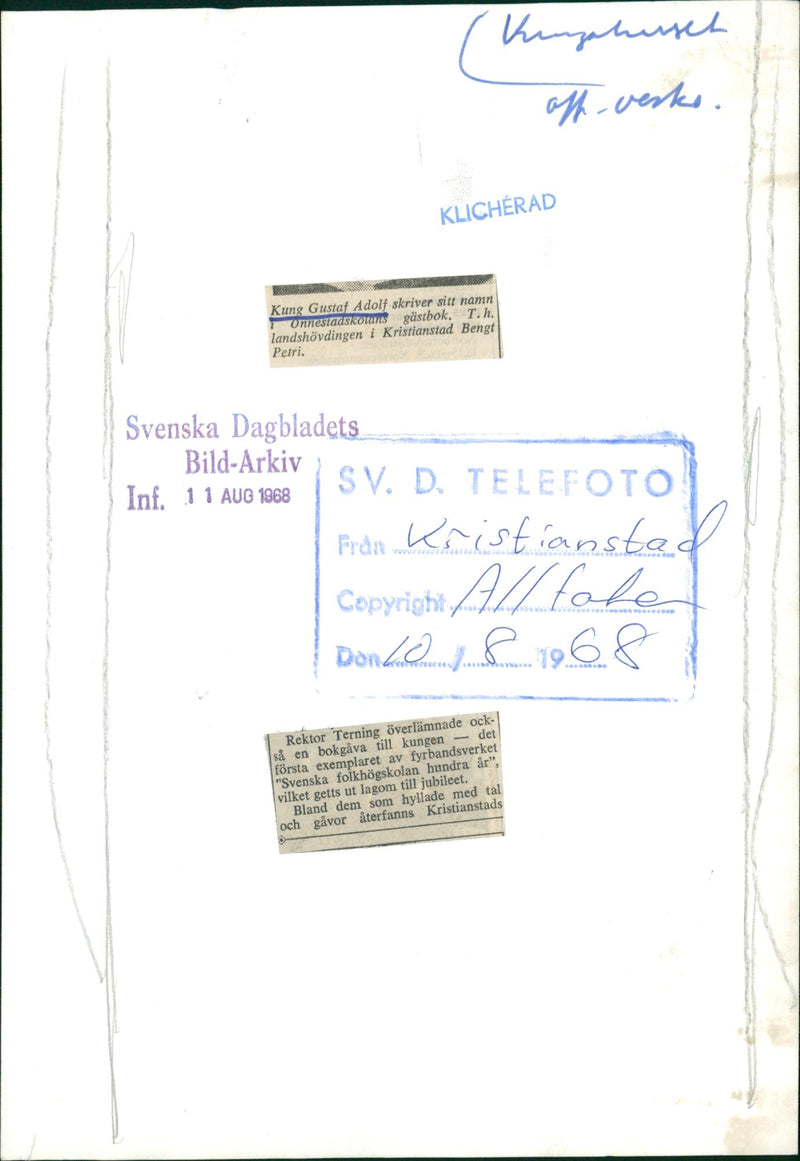 Kungahuset
off. verks.
KLICHÉRAD
Kung Gustaf Adolf skriver sitt namn
i Önnestadskolans gästbok. T.h.
landshövdingen i Kristianstad Bengt
Petri.
Svenska Dagbladets
Bild-Arkiv
Inf. 11 AUG 1968
SV. D. TELEFOTO
Från Kristianstad
Copyright Allfoto
Den 10 / 8 1968
Rektor Terning överlämnade ock-
så en bokgåva till kungen — det
första exemplaret av fyrbandsverket
"Svenska folkhögskolan hundra år",
vilket getts ut lagom till jubileet.
Bland dem som hyllade med tal
och gåvor återfanns Kristianstads